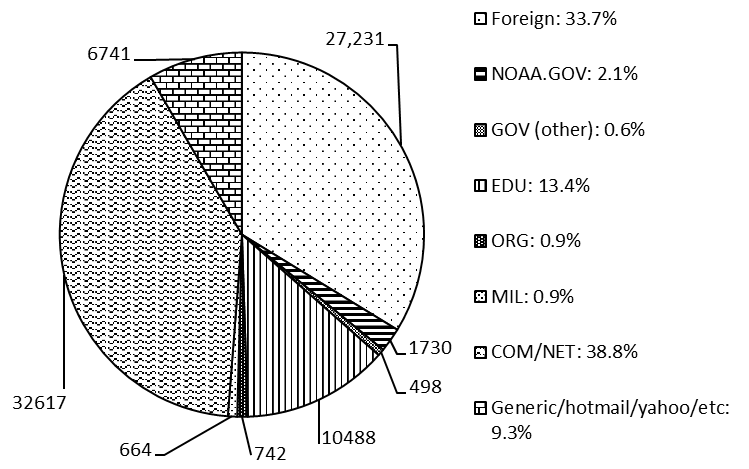 6741
27,231
1730
498
10488
742
664
32617
Foreign: 33.7%
NOAA.GOV: 2.1%
GOV (other): 0.6%
EDU: 13.4%
ORG: 0.9%
MIL: 0.9%
COM/NET: 38.8%
Generic/hotmail/yahoo/etc:
9.3%